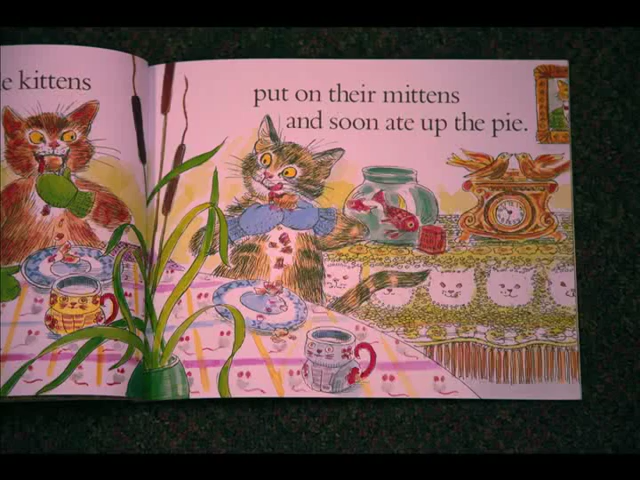 e kittens
put on their mittens
and soon ate up the pie.